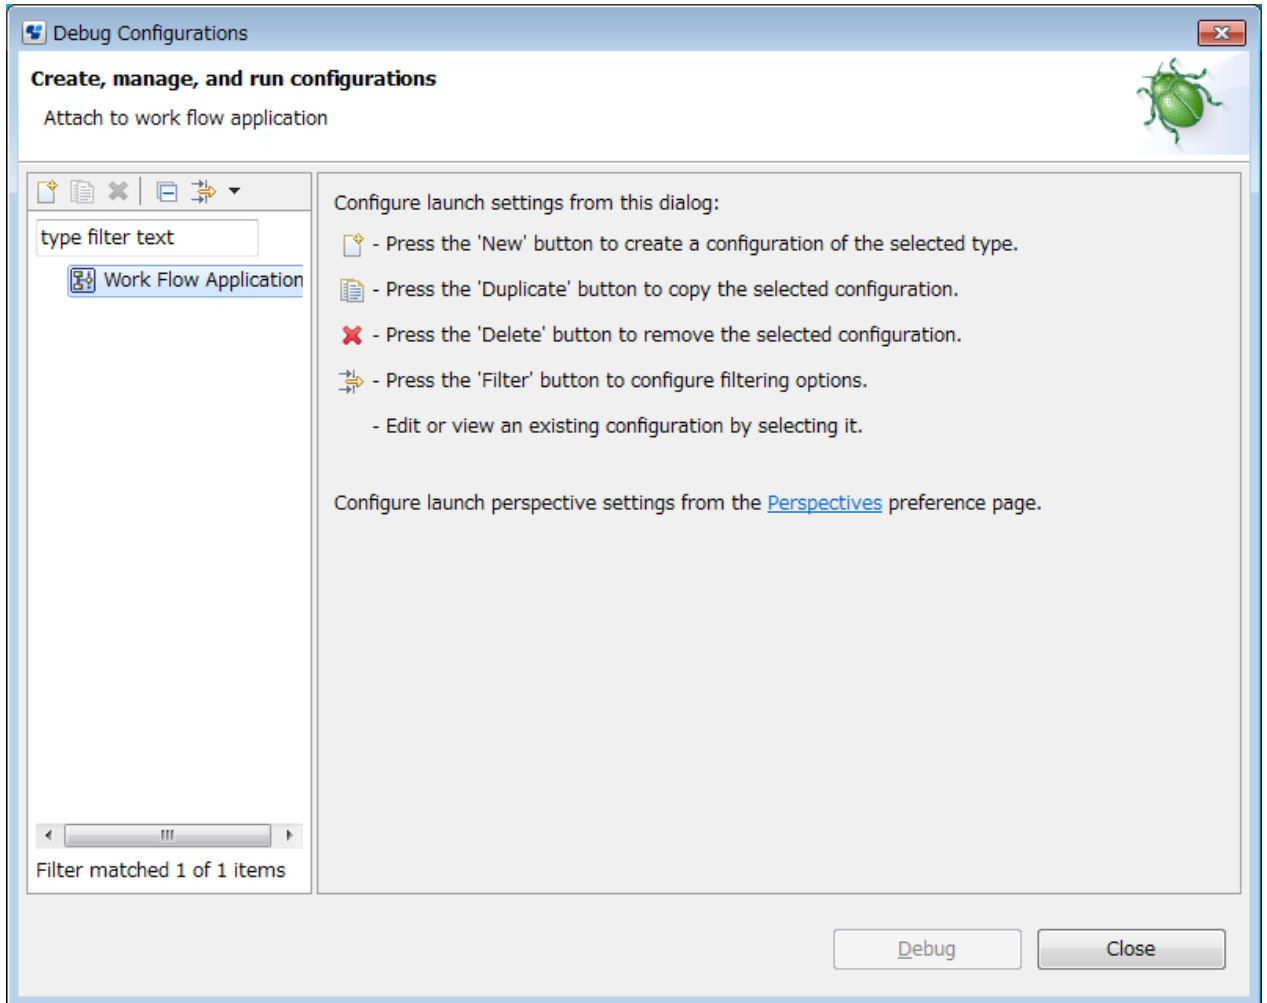 Debug Configurations
Create, manage, and run configurations
Attach to work flow application
type filter text
Work Flow Application
Filter matched 1 of 1 items
Configure launch settings from this dialog:
- Press the 'New' button to create a configuration of the selected type.
- Press the 'Duplicate' button to copy the selected configuration.
- Press the 'Delete' button to remove the selected configuration.
- Press the 'Filter' button to configure filtering options.
- Edit or view an existing configuration by selecting it.
Configure launch perspective settings from the Perspectives preference page.
Debug
Close